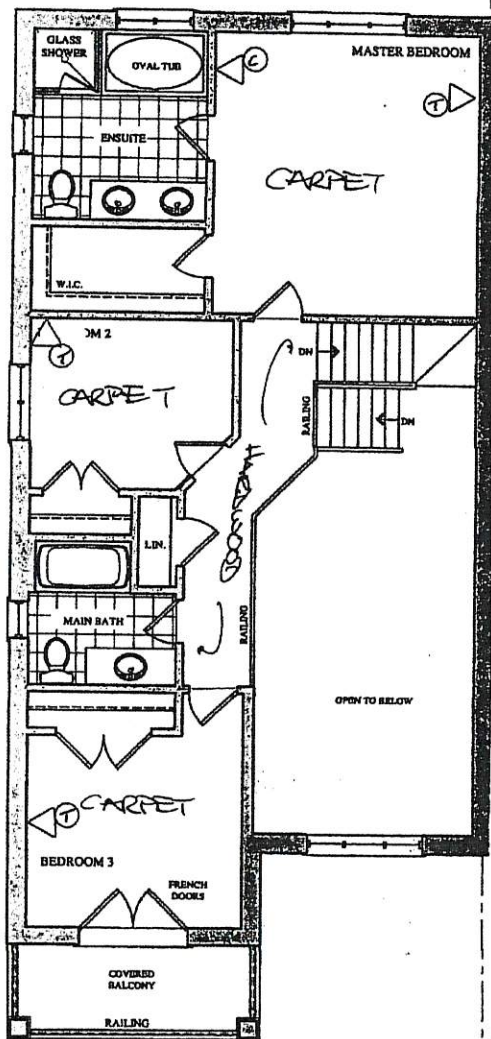 GLASS
SHOWER
OVAL TUB
C
MASTER BEDROOM
T
ENSUITE
CARPET
W.I.C.
OM 2
T
DN
CARPET
RAILING
DN
HARDWOOD
LIN.
MAIN BATH
RAILING
OPEN TO BELOW
CARPET
T
BEDROOM 3
FRENCH
DOORS
COVERED
BALCONY
RAILING